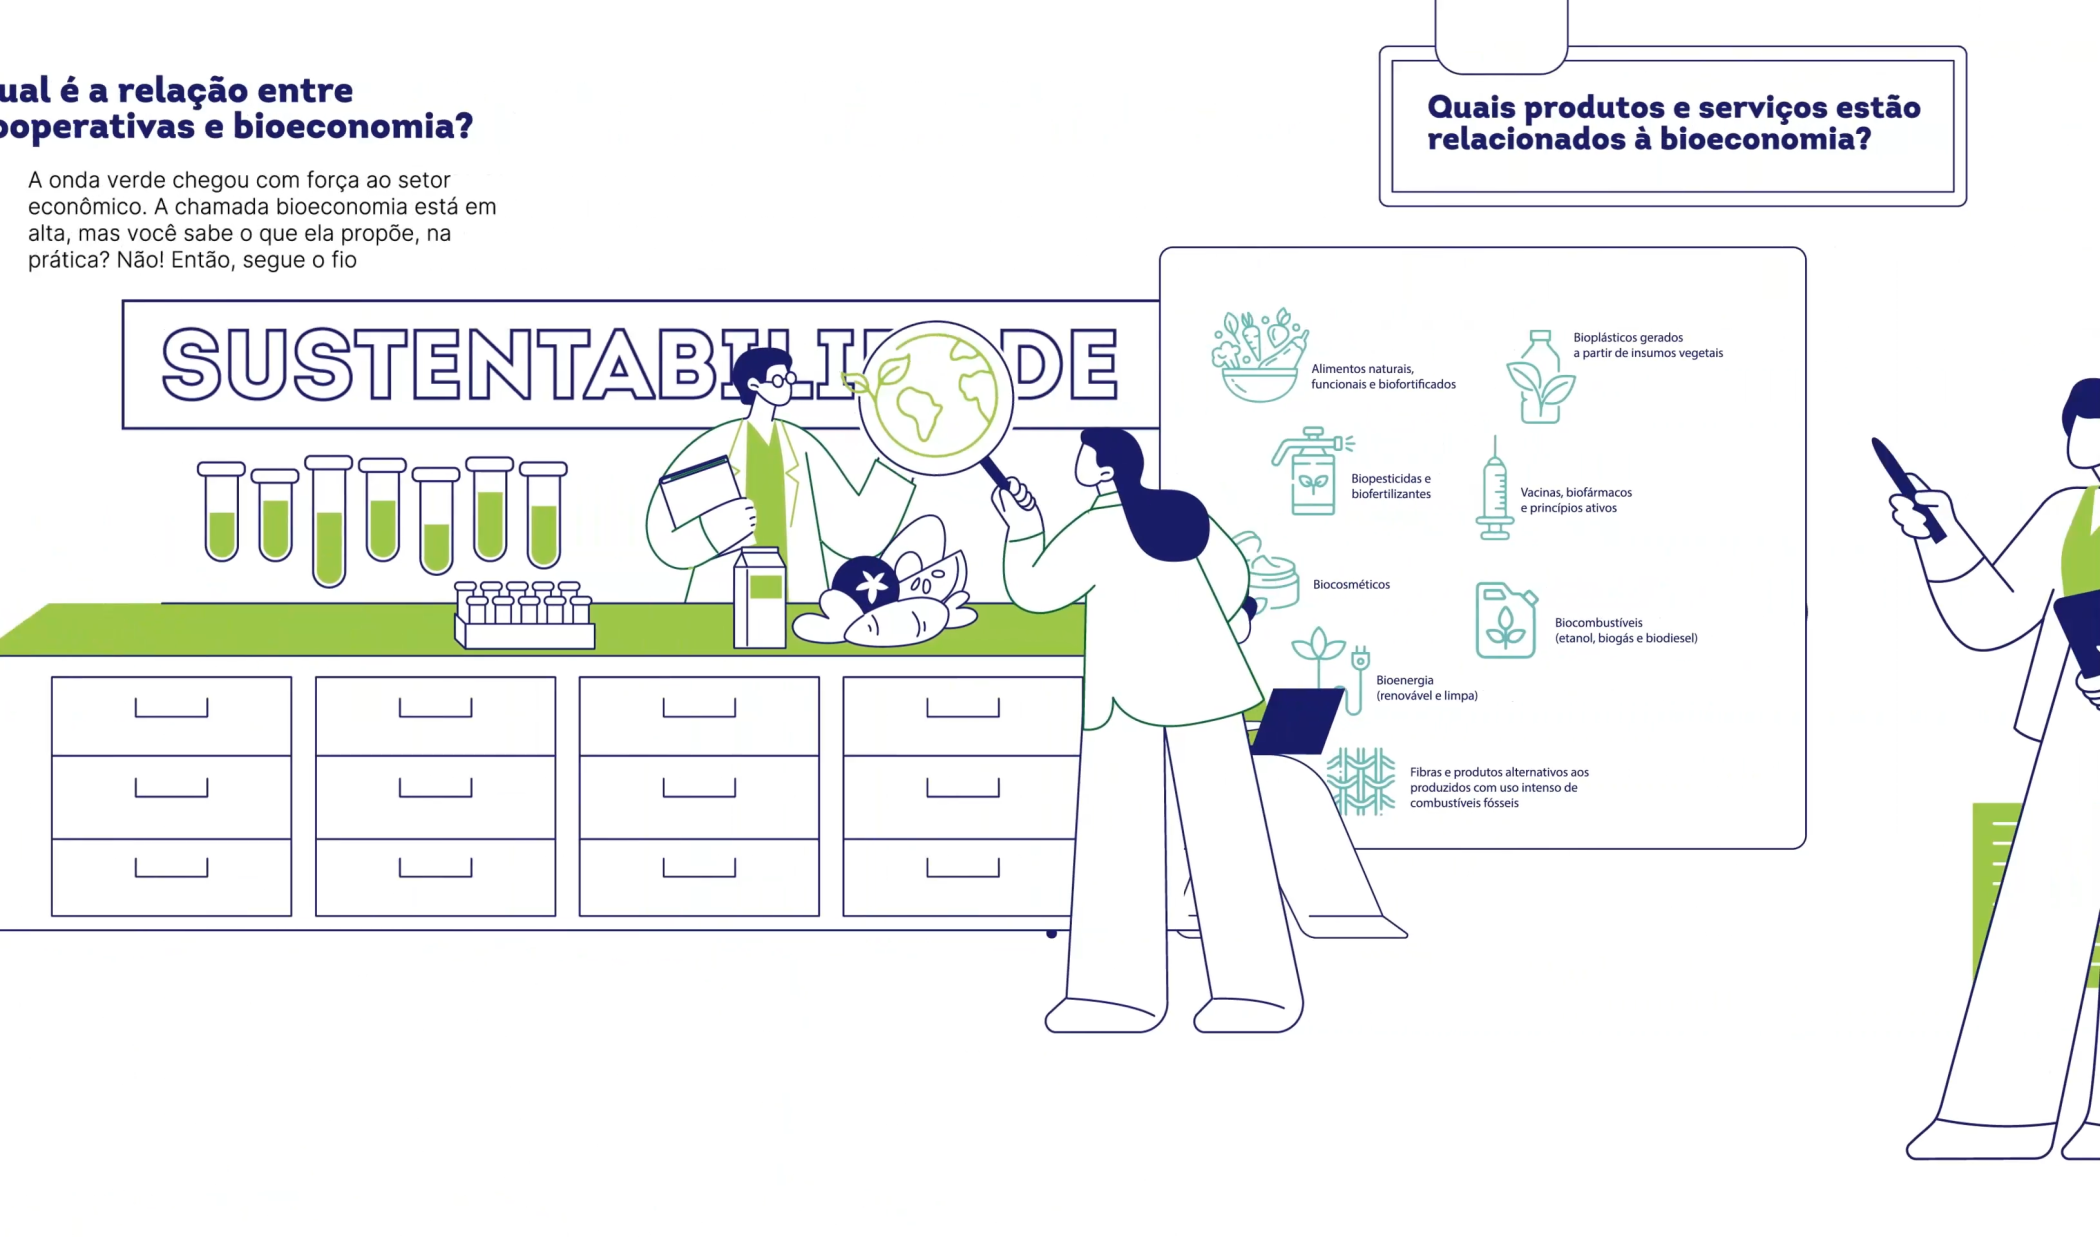 ual é a relação entre
ooperativas e bioeconomia?
A onda verde chegou com força ao setor
econômico. A chamada bioeconomia está em
alta, mas você sabe o que ela propõe, na
prática? Não! Então, segue o fio
SUSTENTABILI DE
Quais produtos e serviços estão
relacionados à bioeconomia?
Alimentos naturais,
funcionais e biofortificados
Bioplásticos gerados
a partir de insumos vegetais
Biopesticidas e
biofertilizantes
Vacinas, biofármacos
e princípios ativos
Biocosméticos
Biocombustíveis
(etanol, biogás e biodiesel)
Bioenergia
(renovável e limpa)
Fibras e produtos alternativos aos
produzidos com uso intenso de
combustíveis fósseis